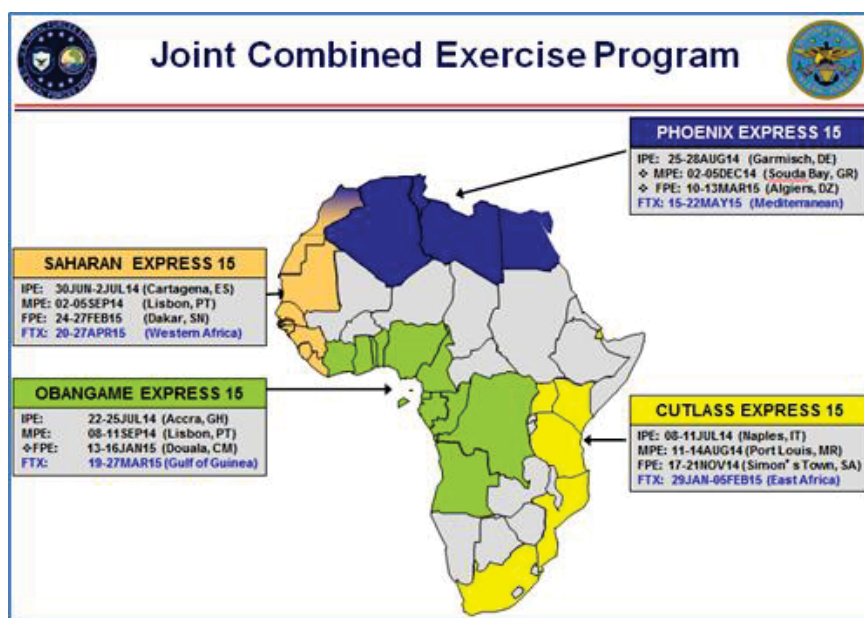 Joint Combined Exercise Program
PHOENIX EXPRESS 15
IPE: 25-28AUG14 (Garmisch, DE)
❖ MPE: 02-05DEC14 (Souda Bay, GR)
❖ FPE: 10-13MAR15 (Algiers, DZ)
FTX: 15-22MAY15 (Mediterranean)
SAHARAN EXPRESS 15
IPE: 30JUN-2JUL14 (Cartagena, ES)
MPE: 02-05SEP14 (Lisbon, PT)
FPE: 24-27FEB15 (Dakar, SN)
FTX: 20-27APR15 (Western Africa)
OBANGAME EXPRESS 15
IPE: 22-25JUL14 (Accra, GH)
MPE: 08-11SEP14 (Lisbon, PT)
❖FPE: 13-16JAN15 (Douala, CM)
FTX: 19-27MAR15 (Gulf of Guinea)
CUTLASS EXPRESS 15
IPE: 08-11JUL14 (Naples, IT)
MPE: 11-14AUG14 (Port Louis, MR)
FPE: 17-21NOV14 (Simon's Town, SA)
FTX: 29JAN-05FEB15 (East Africa)